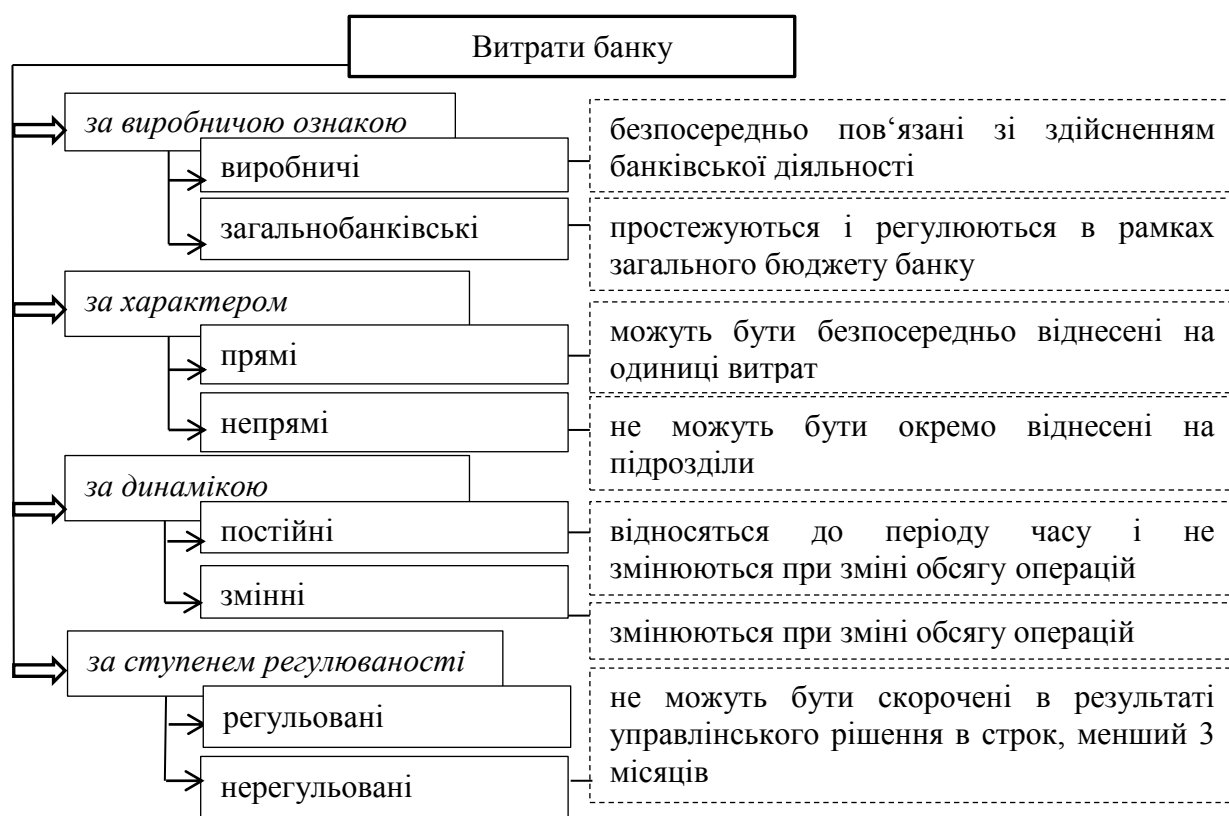 Витрати банку
за виробничою ознакою
виробничі
безпосередньо пов‘язані зі здійсненням
банківської діяльності
загальнобанківські
простежуються і регулюються в рамках
загального бюджету банку
за характером
прямі
можуть бути безпосередньо віднесені на
одиниці витрат
непрямі
не можуть бути окремо віднесені на
підрозділи
за динамікою
постійні
відносяться до періоду часу і не
змінюються при зміні обсягу операцій
змінні
змінюються при зміні обсягу операцій
за ступенем регулюваності
регульовані
нерегульовані
не можуть бути скорочені в результаті
управлінського рішення в строк, менший 3
місяців